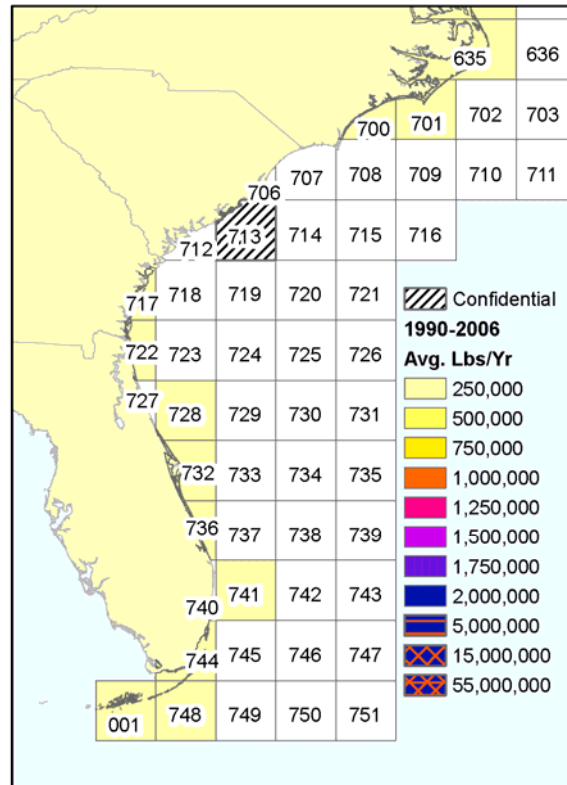 635 636
700 701 702 703
706 707 708 709 710 711
712 713 714 715 716
717 718 719 720 721
722 723 724 725 726
727 728 729 730 731
732 733 734 735
736 737 738 739
740 741 742 743
744 745 746 747
001 748 749 750 751
Confidential
1990-2006
Avg. Lbs/Yr
250,000
500,000
750,000
1,000,000
1,250,000
1,500,000
1,750,000
2,000,000
5,000,000
15,000,000
55,000,000